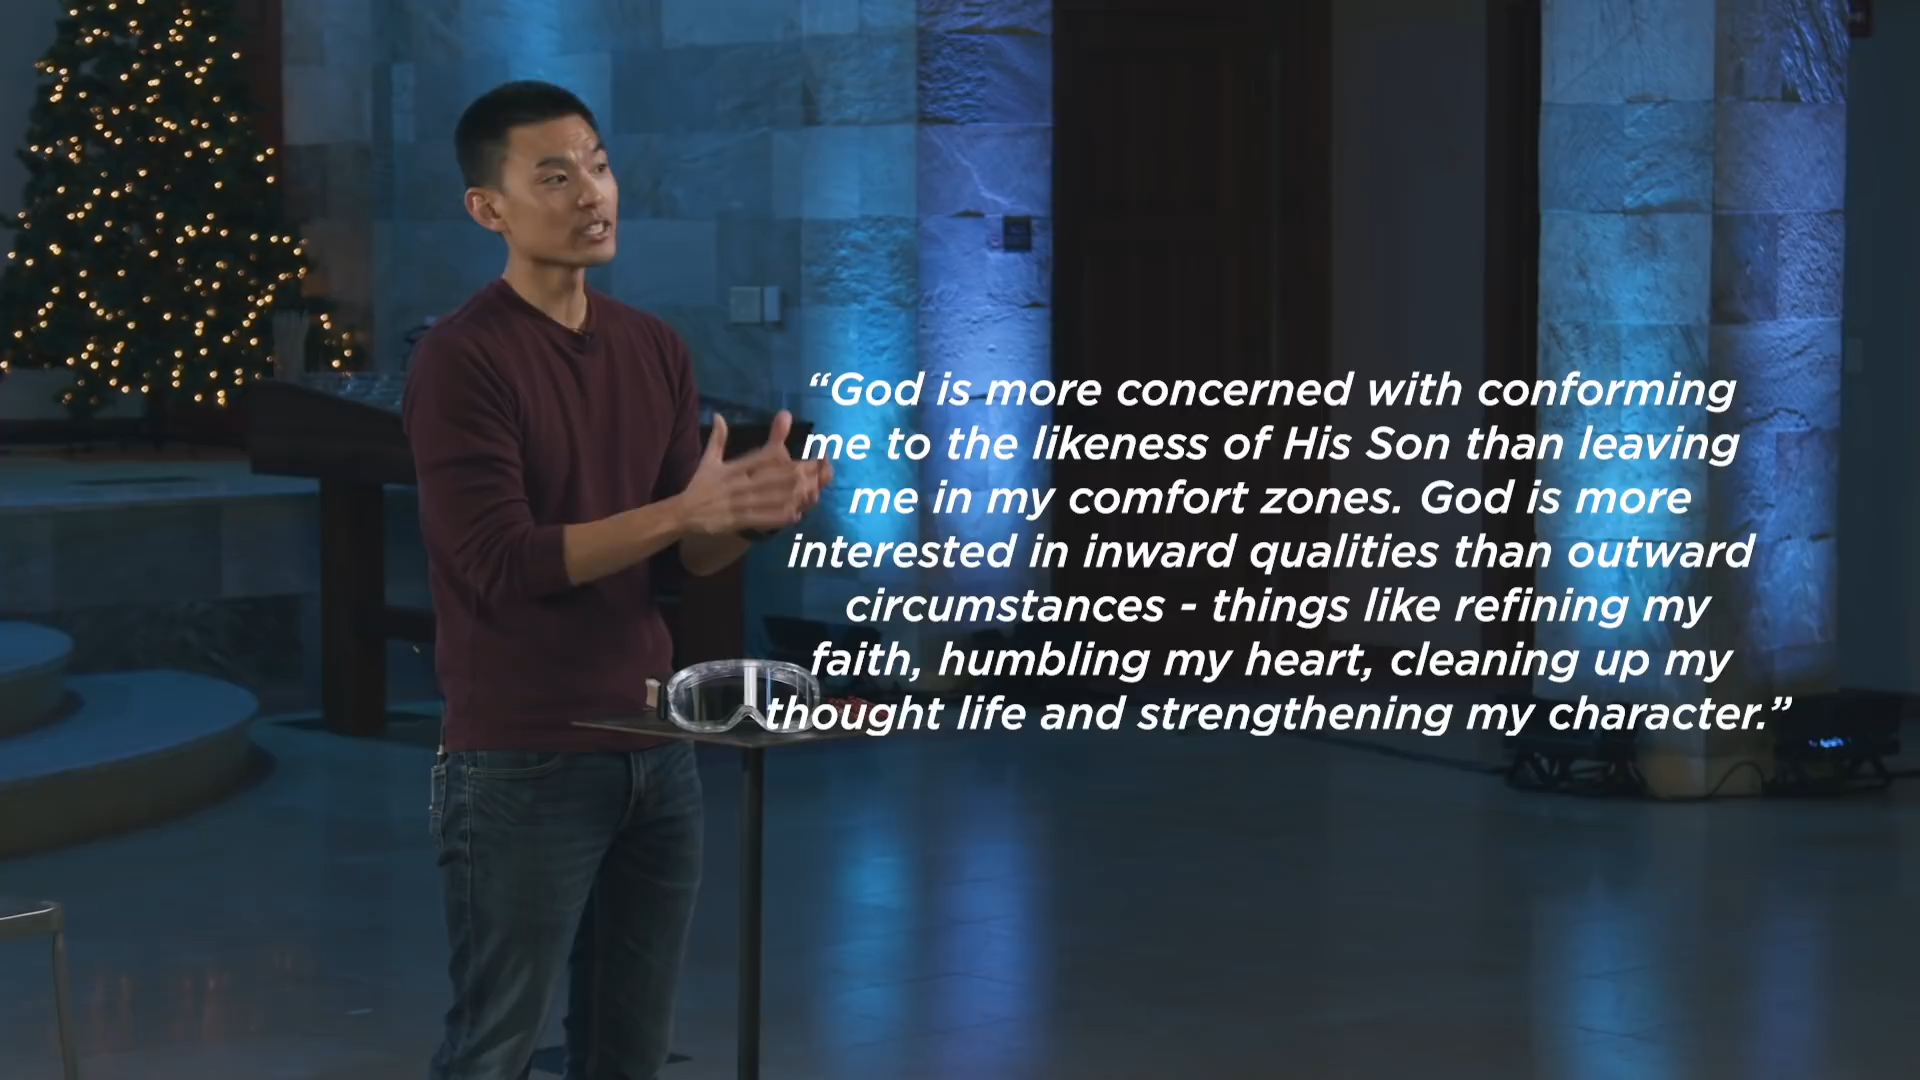 “God is more concerned with conforming
me to the likeness of His Son than leaving
me in my comfort zones. God is more
interested in inward qualities than outward
circumstances - things like refining my
faith, humbling my heart, cleaning up my
thought life and strengthening my character.”